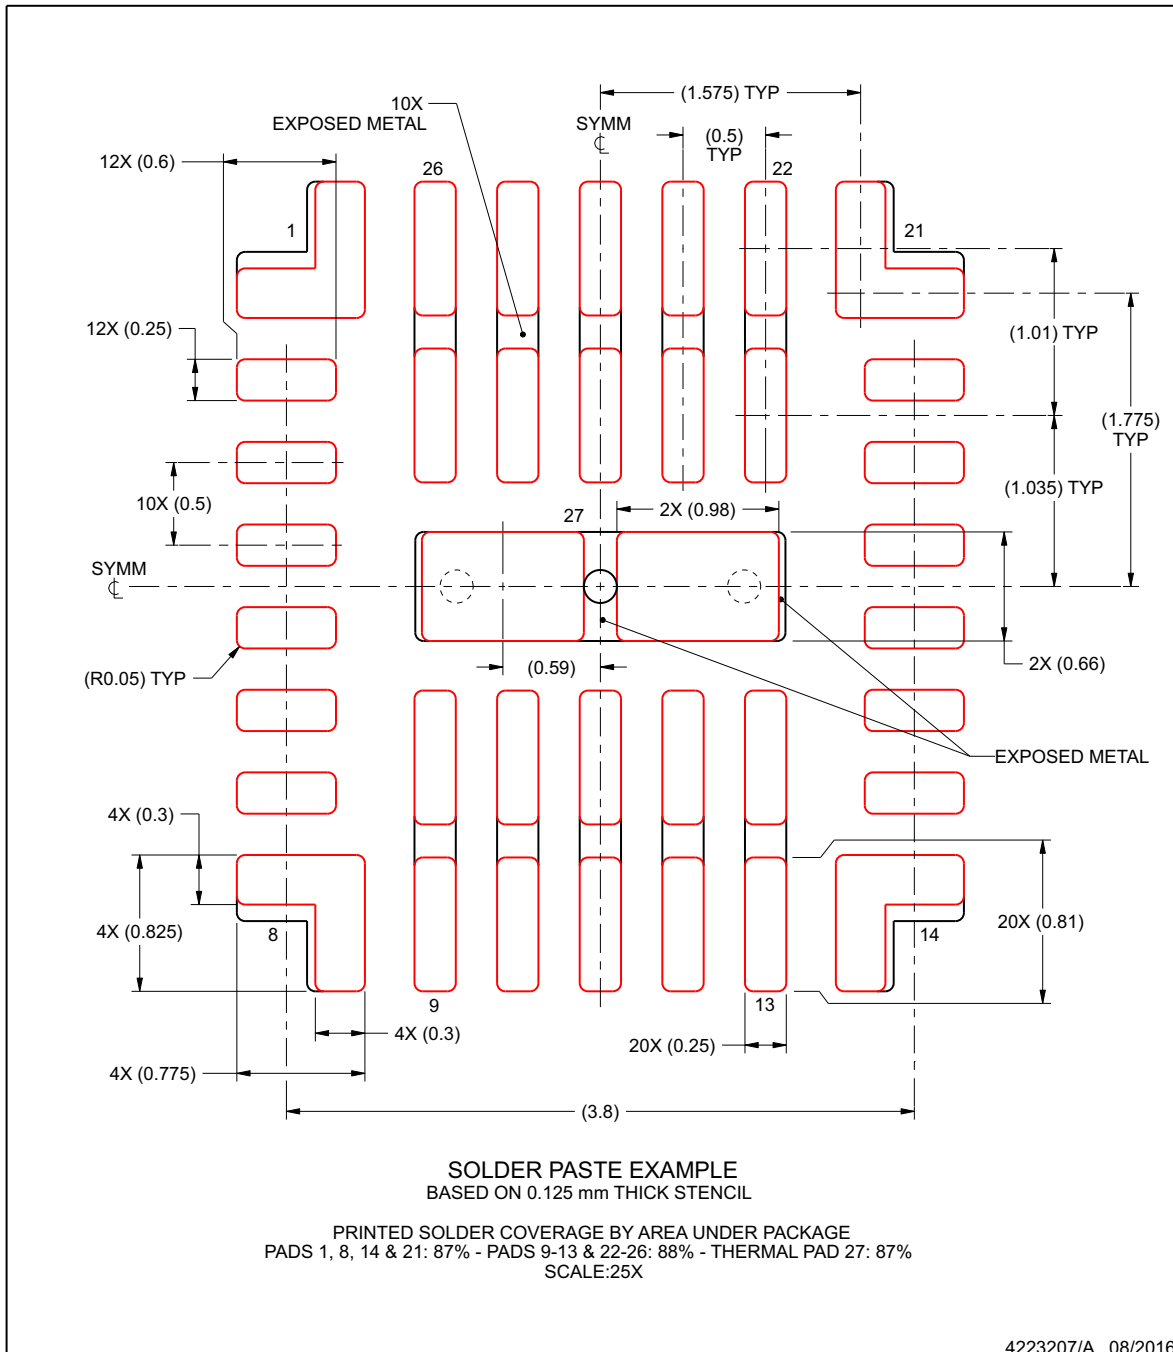 (1.575) TYP
10X
EXPOSED METAL
SYMM
(0.5)
TYP
12X (0.6)
26
22
1
21
12X (0.25)
(1.01) TYP
(1.775)
TYP
10X (0.5)
(1.035) TYP
27
2X (0.98)
SYMM
(R0.05) TYP
(0.59)
2X (0.66)
EXPOSED METAL
4X (0.3)
4X (0.825)
8
14
20X (0.81)
9
13
4X (0.3)
20X (0.25)
4X (0.775)
(3.8)
SOLDER PASTE EXAMPLE
BASED ON 0.125 mm THICK STENCIL
PRINTED SOLDER COVERAGE BY AREA UNDER PACKAGE
PADS 1, 8, 14 & 21: 87% - PADS 9-13 & 22-26: 88% - THERMAL PAD 27: 87%
SCALE:25X
4223207/A 08/2016